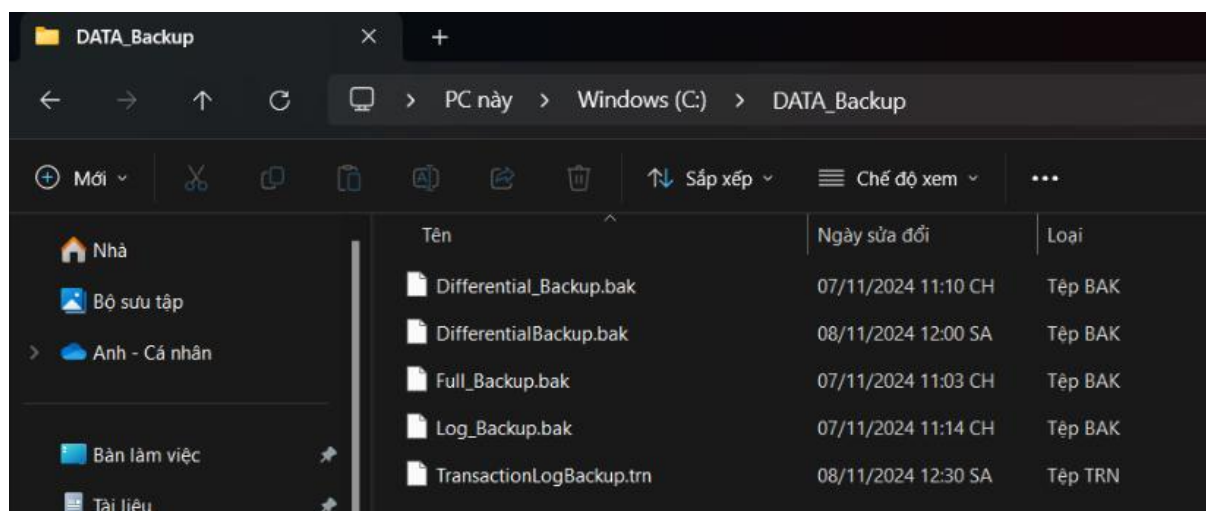 DATA_Backup
PC này > Windows (C:) > DATA_Backup
Mới Sắp xếp Chế độ xem
Nhà
Bộ sưu tập
Anh - Cá nhân
Bàn làm việc
Tài liệu
Tên Ngày sửa đổi Loại
Differential_Backup.bak 07/11/2024 11:10 CH Tệp BAK
DifferentialBackup.bak 08/11/2024 12:00 SA Tệp BAK
Full_Backup.bak 07/11/2024 11:03 CH Tệp BAK
Log_Backup.bak 07/11/2024 11:14 CH Tệp BAK
TransactionLogBackup.trn 08/11/2024 12:30 SA Tệp TRN